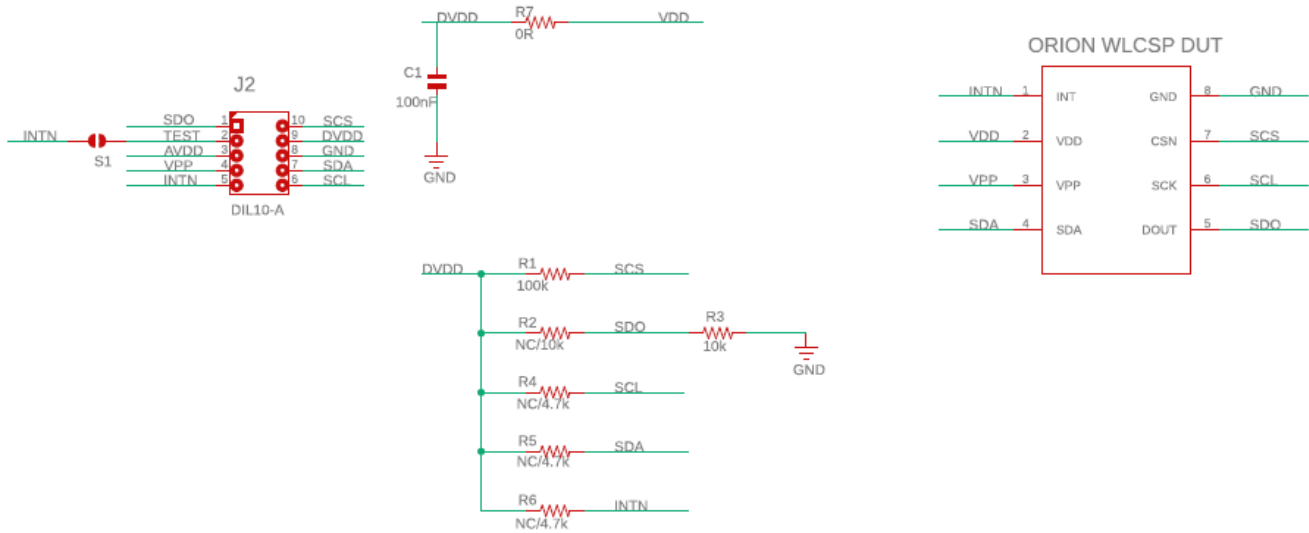 DVDD R7 VDD
0R
C1
100nF
GND
J2
SDO 1 10 SCS
INTN S1 TEST 2 9 DVDD
AVDD 3 8 GND
VPP 4 7 SDA
INTN 5 6 SCL
DIL10-A
ORION WLCSP DUT
INTN 1 INT GND 8 GND
VDD 2 VDD CSN 7 SCS
VPP 3 VPP SCK 6 SCL
SDA 4 SDA DOUT 5 SDO
DVDD R1 SCS
100k
R2 SDO R3
NC/10k 10k
GND
R4 SCL
NC/4.7k
R5 SDA
NC/4.7k
R6 INTN
NC/4.7k